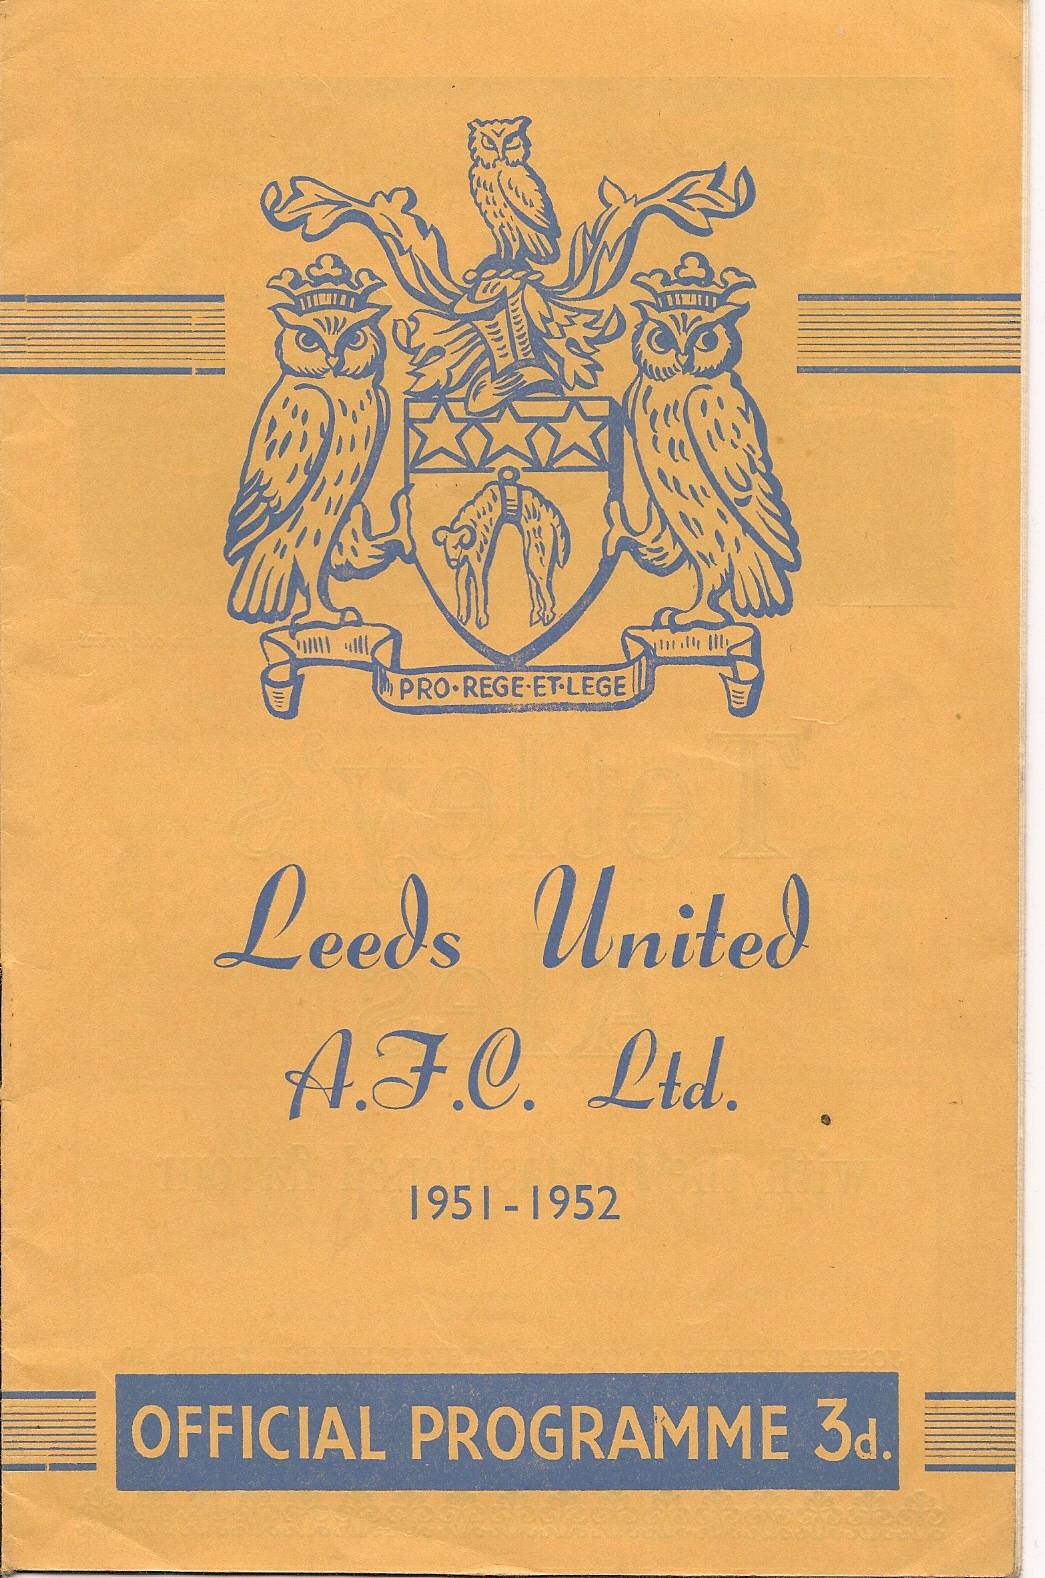 PRO·REGE·ET·LEGE
Leeds United
A.F.C. Ltd.
1951-1952
OFFICIAL PROGRAMME 3d.